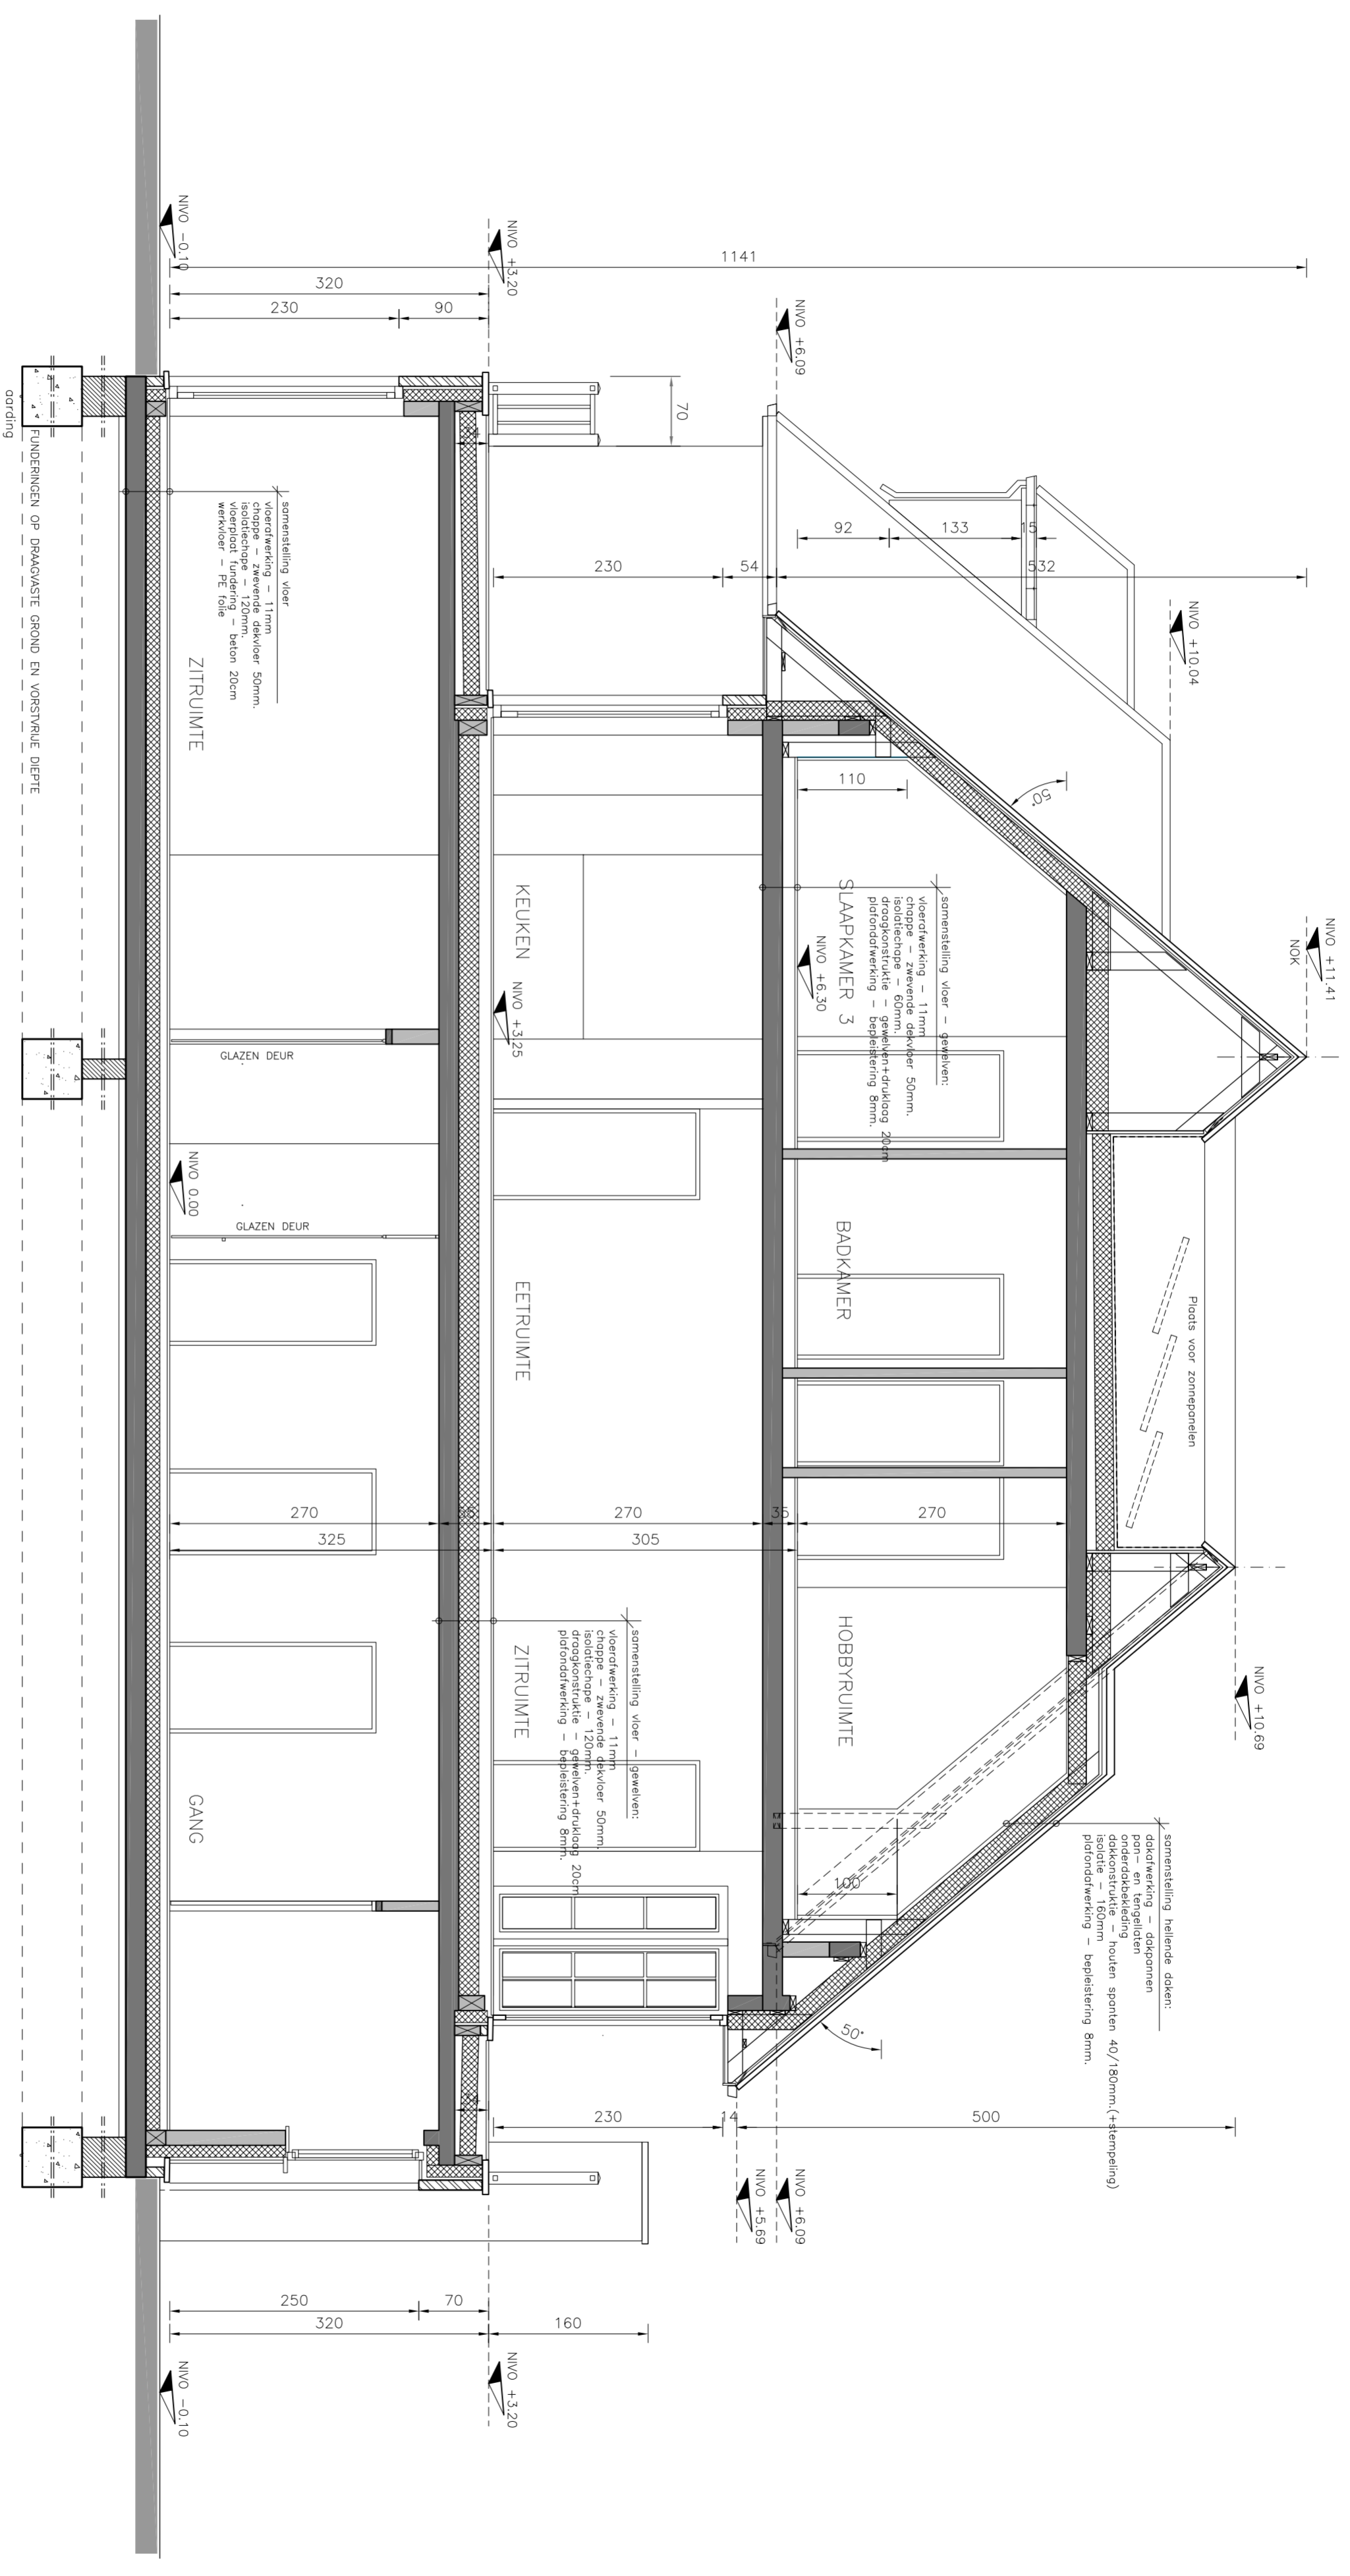 NIVO +11.41
NOK
NIVO +10.69
NIVO +10.04
532
500
15
133
92
50°
50°
Plaats voor zonnepanelen
samenstelling hellende daken:
dakafwerking – dakpannen
pan– en tengellaten
onderdakbekleding
dakkonstruktie – houten spanten 40/180mm.(+stempeling)
isolatie – 160mm
plafondafwerking – bepleistering 8mm.
samenstelling vloer – gewelven:
vloerafwerking – 11mm
chappe – zwevende dekvloer 50mm.
isolatiechape – 60mm.
draagkonstruktie – gewelven+druklaag 20cm
plafondafwerking – bepleistering 8mm.
SLAAPKAMER 3
BADKAMER
HOBBYRUIMTE
NIVO +6.30
110
270
100
NIVO +6.09
NIVO +6.09
NIVO +5.69
1141
54
35
14
230
270
305
230
70
samenstelling vloer – gewelven:
vloerafwerking – 11mm
chappe – zwevende dekvloer 50mm.
isolatiechape – 120mm.
draagkonstruktie – gewelven+druklaag 20cm
plafondafwerking – bepleistering 8mm.
KEUKEN
EETRUIMTE
ZITRUIMTE
NIVO +3.25
160
NIVO +3.20
NIVO +3.20
320
90
230
55
270
325
70
250
320
samenstelling vloer
vloerafwerking – 11mm
chappe – zwevende dekvloer 50mm.
isolatiechape – 120mm.
vloerplaat fundering – beton 20cm
werkvloer – PE folie
ZITRUIMTE
GLAZEN DEUR
GLAZEN DEUR
GANG
NIVO 0.00
NIVO –0.10
NIVO –0.10
FUNDERINGEN OP DRAAGVASTE GROND EN VORSTVRIJE DIEPTE
aarding